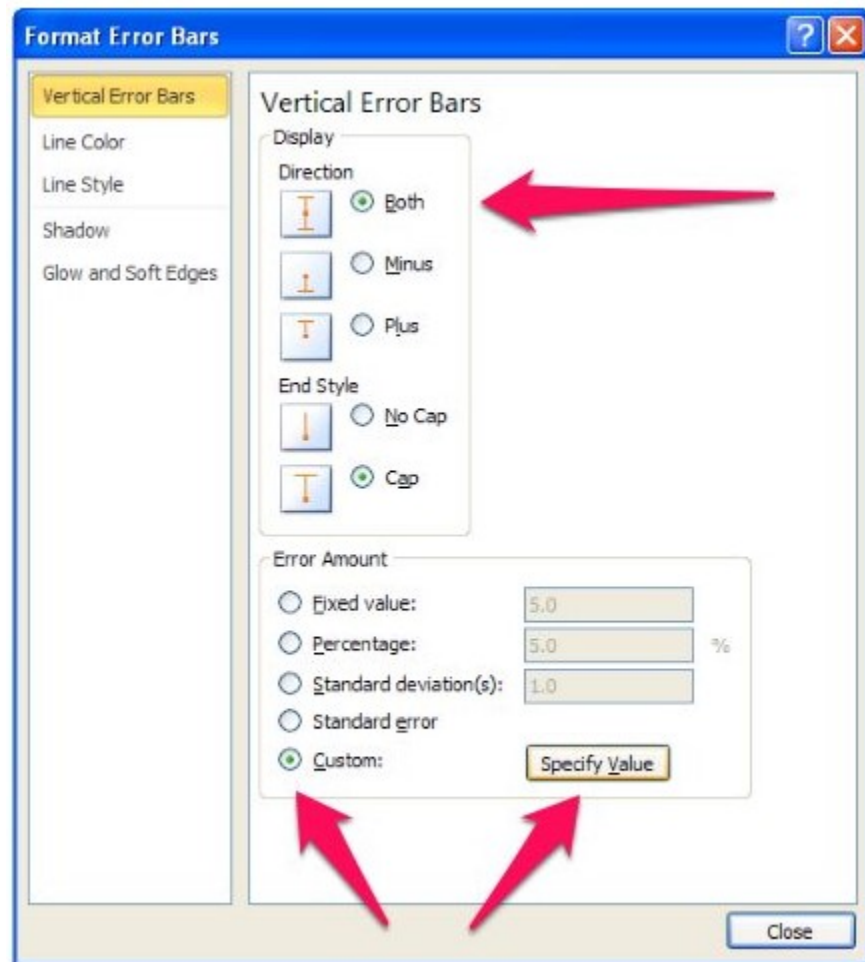 Format Error Bars
Vertical Error Bars
Line Color
Line Style
Shadow
Glow and Soft Edges
Vertical Error Bars
Display
Direction
Both
Minus
Plus
End Style
No Cap
Cap
Error Amount
Fixed value: 5.0
Percentage: 5.0 %
Standard deviation(s): 1.0
Standard error
Custom: Specify Value
Close